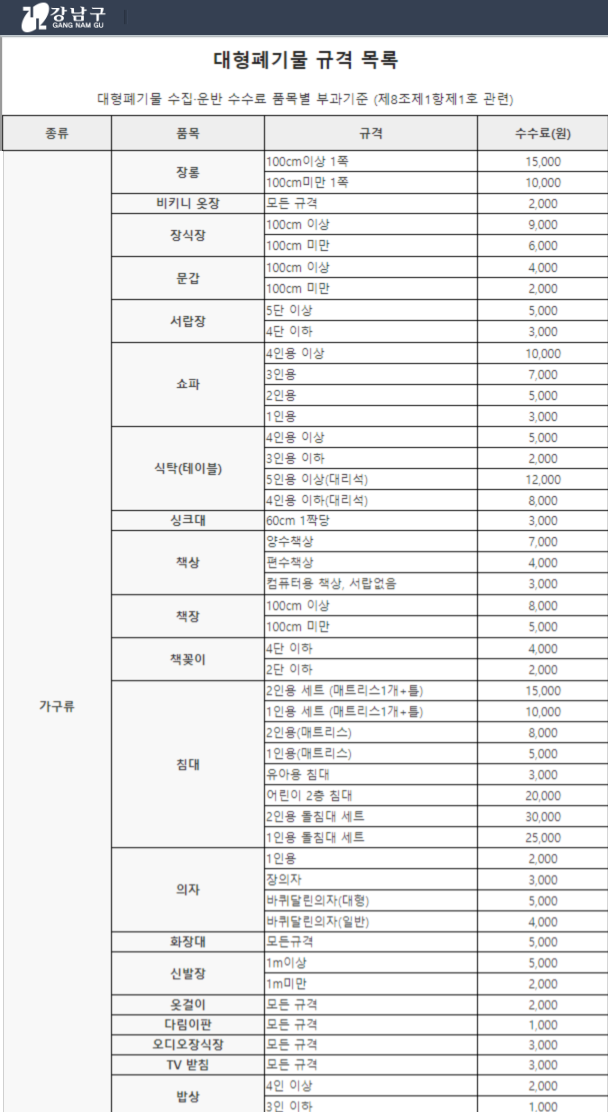 강남구
GANG NAM GU
대형폐기물 규격 목록
대형폐기물 수집·운반 수수료 품목별 부과기준 (제8조제1항제1호 관련)
종류 품목 규격 수수료(원)
가구류
장롱
100cm이상 1쪽 15,000
100cm미만 1쪽 10,000
비키니 옷장 모든 규격 2,000
장식장
100cm 이상 9,000
100cm 미만 6,000
문갑
100cm 이상 4,000
100cm 미만 2,000
서랍장
5단 이상 5,000
4단 이하 3,000
쇼파
4인용 이상 10,000
3인용 7,000
2인용 5,000
1인용 3,000
식탁(테이블)
4인용 이상 5,000
3인용 이하 2,000
5인용 이상(대리석) 12,000
4인용 이하(대리석) 8,000
싱크대 60cm 1짝당 3,000
책상
양수책상 7,000
편수책상 4,000
컴퓨터용 책상, 서랍없음 3,000
책장
100cm 이상 8,000
100cm 미만 5,000
책꽂이
4단 이하 4,000
2단 이하 2,000
침대
2인용 세트 (매트리스1개+틀) 15,000
1인용 세트 (매트리스1개+틀) 10,000
2인용(매트리스) 8,000
1인용(매트리스) 5,000
유아용 침대 3,000
어린이 2층 침대 20,000
2인용 돌침대 세트 30,000
1인용 돌침대 세트 25,000
의자
1인용 2,000
장의자 3,000
바퀴달린의자(대형) 5,000
바퀴달린의자(일반) 4,000
화장대 모든규격 5,000
신발장
1m이상 5,000
1m미만 2,000
옷걸이 모든 규격 2,000
다림이판 모든 규격 1,000
오디오장식장 모든 규격 3,000
TV 받침 모든 규격 3,000
밥상
4인 이상 2,000
3인 이하 1,000